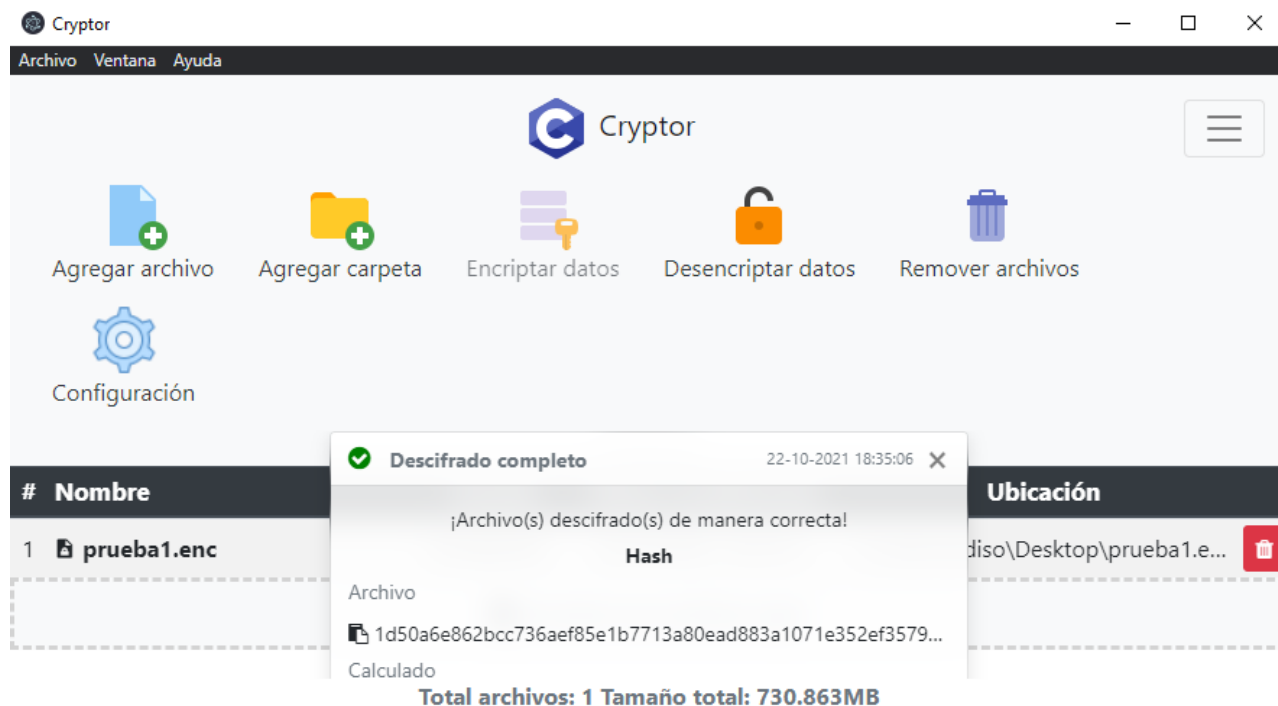 Cryptor
Archivo Ventana Ayuda
Cryptor
Agregar archivo Agregar carpeta Encriptar datos Desencriptar datos Remover archivos
Configuración
Descifrado completo 22-10-2021 18:35:06
# Nombre Ubicación
¡Archivo(s) descifrado(s) de manera correcta!
Hash
1 prueba1.enc diso\Desktop\prueba1.e...
Archivo
1d50a6e862bcc736aef85e1b7713a80ead883a1071e352ef3579...
Calculado
Total archivos: 1 Tamaño total: 730.863MB